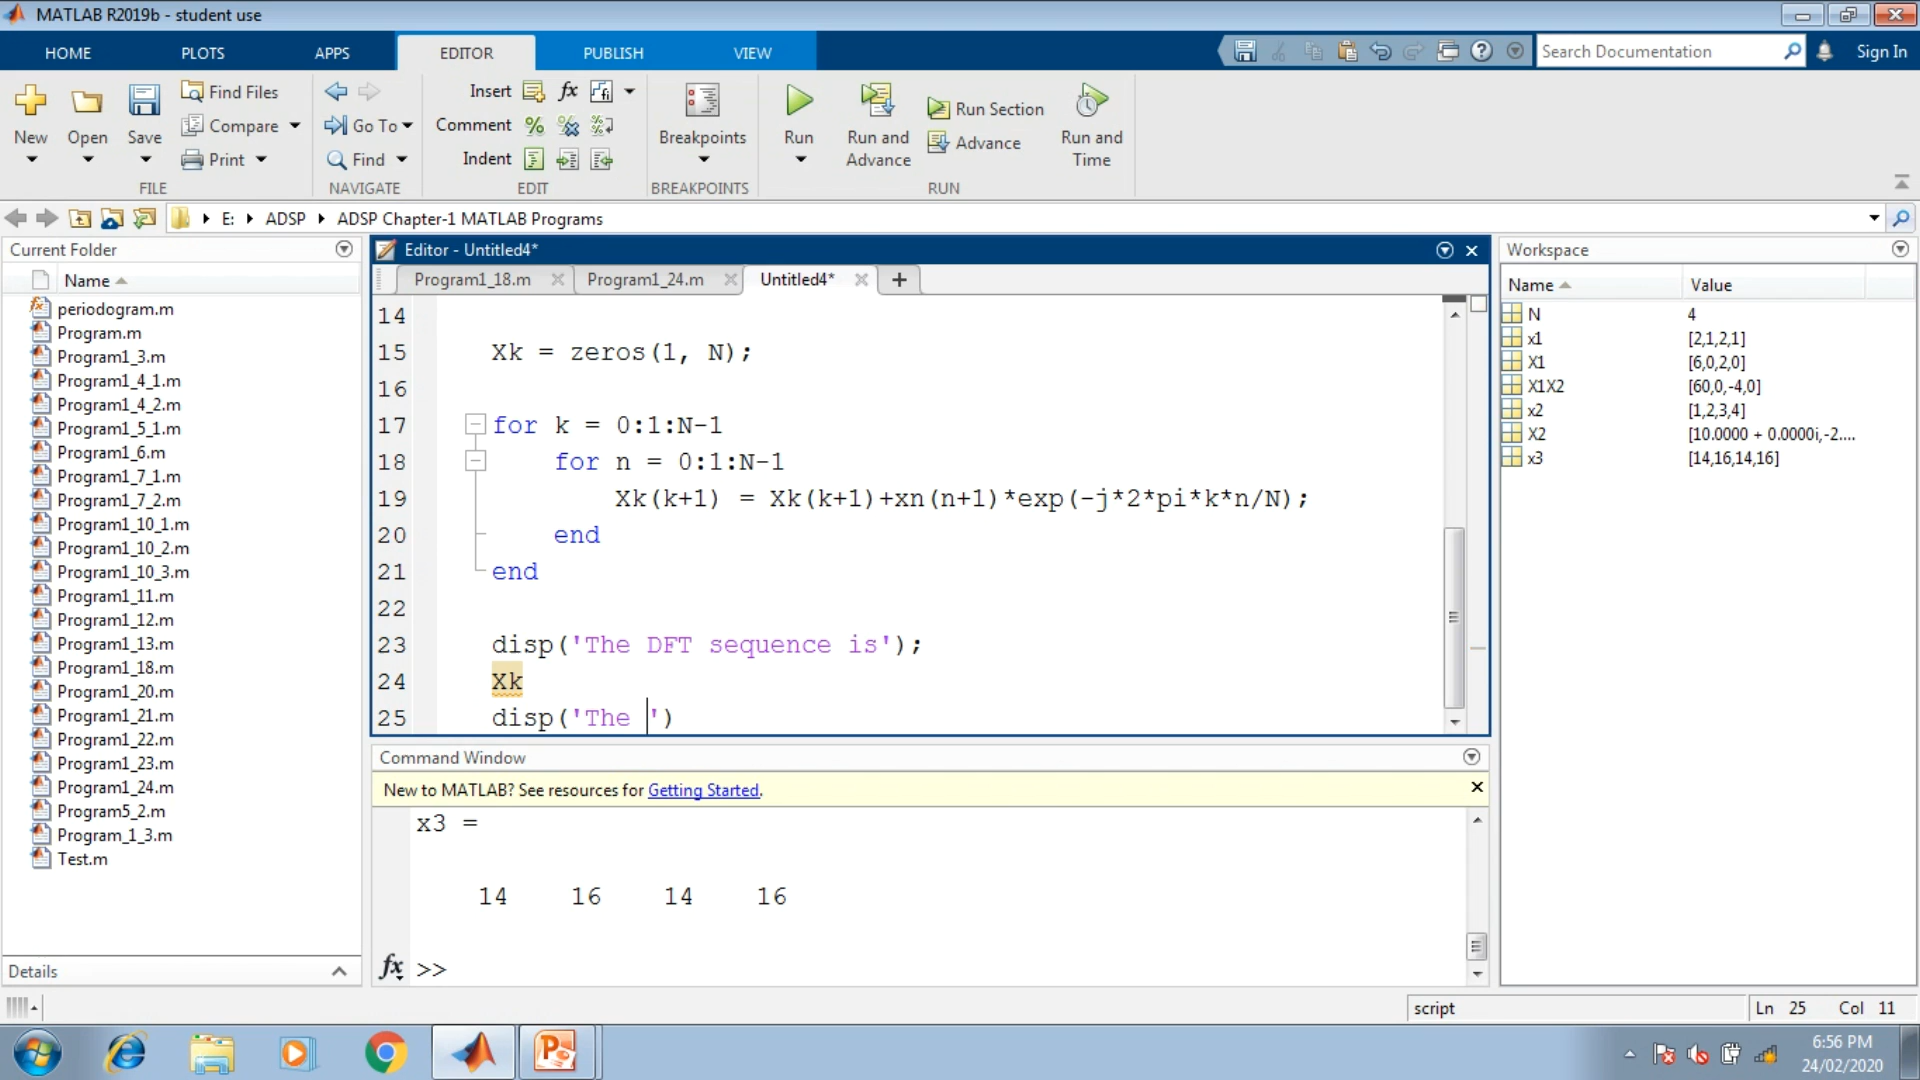 MATLAB R2019b - student use
HOME PLOTS APPS EDITOR PUBLISH VIEW Search Documentation Sign In
New Open Save Find Files Compare Print FILE
Go To Find NAVIGATE
Insert fx Comment Indent EDIT
Breakpoints BREAKPOINTS
Run Run and Advance Run Section Advance Run and Time RUN
E: ADSP ADSP Chapter-1 MATLAB Programs
Current Folder
Name
periodogram.m
Program.m
Program1_3.m
Program1_4_1.m
Program1_4_2.m
Program1_5_1.m
Program1_6.m
Program1_7_1.m
Program1_7_2.m
Program1_10_1.m
Program1_10_2.m
Program1_10_3.m
Program1_11.m
Program1_12.m
Program1_13.m
Program1_18.m
Program1_20.m
Program1_21.m
Program1_22.m
Program1_23.m
Program1_24.m
Program5_2.m
Program_1_3.m
Test.m
Details
Editor - Untitled4*
Program1_18.m Program1_24.m Untitled4*
14
15 Xk = zeros(1, N);
16
17 for k = 0:1:N-1
18 for n = 0:1:N-1
19 Xk(k+1) = Xk(k+1)+xn(n+1)*exp(-j*2*pi*k*n/N);
20 end
21 end
22
23 disp('The DFT sequence is');
24 Xk
25 disp('The ')
Command Window
New to MATLAB? See resources for Getting Started.
x3 =
14 16 14 16
fx >>
Workspace
Name Value
N 4
x1 [2,1,2,1]
X1 [6,0,2,0]
X1X2 [60,0,-4,0]
x2 [1,2,3,4]
X2 [10.0000 + 0.0000i,-2....
x3 [14,16,14,16]
script Ln 25 Col 11
6:56 PM
24/02/2020